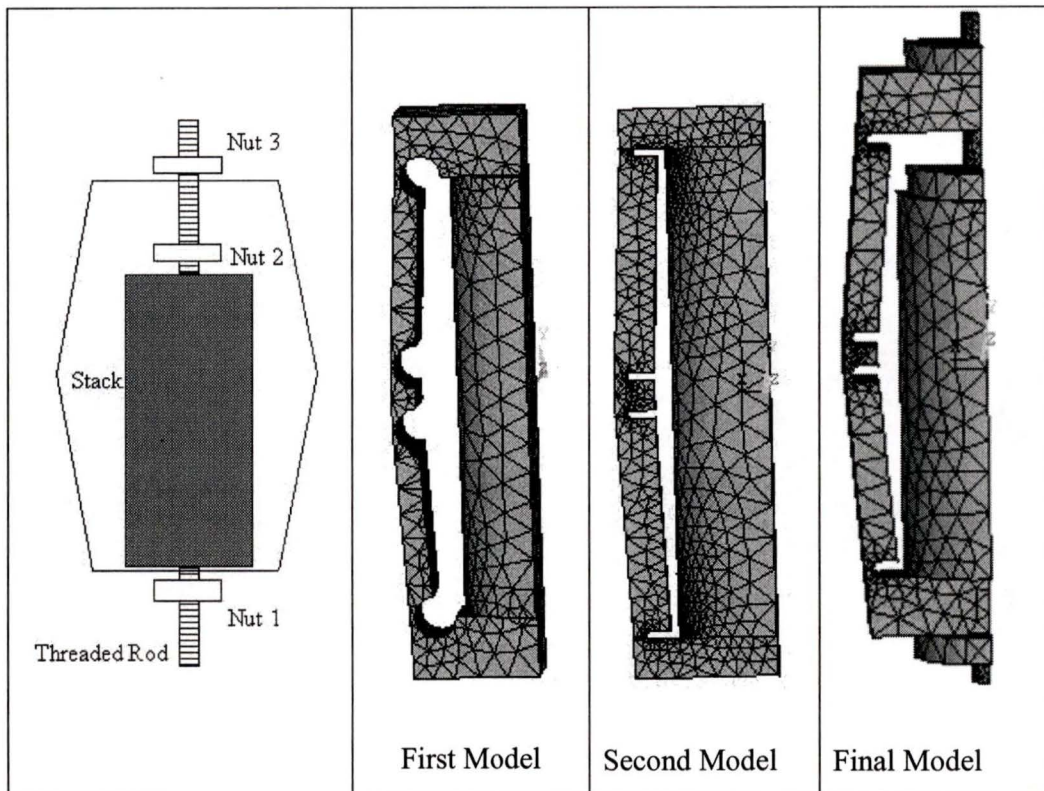 Nut 3
Nut 2
Stack
Nut 1
Threaded Rod
First Model
Second Model
Final Model